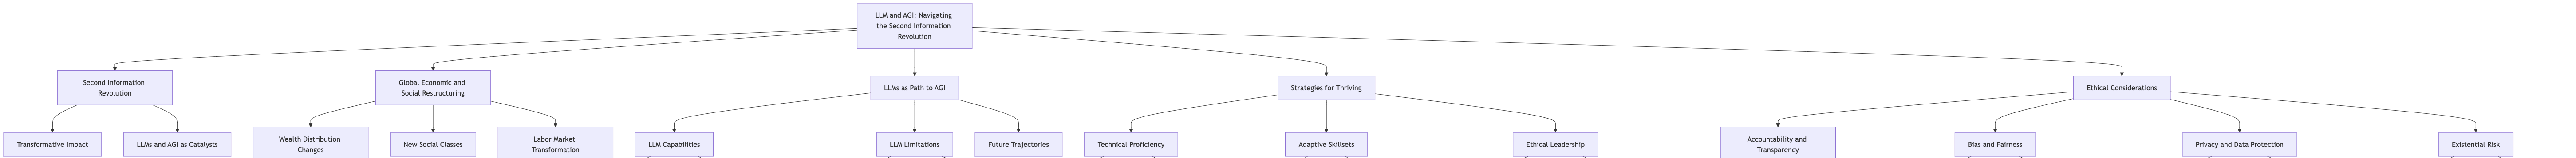 LLM and AGI: Navigating
the Second Information
Revolution
Second Information
Revolution
Global Economic and
Social Restructuring
LLMs as Path to AGI
Strategies for Thriving
Ethical Considerations
Transformative Impact
LLMs and AGI as Catalysts
Wealth Distribution
Changes
New Social Classes
Labor Market
Transformation
LLM Capabilities
LLM Limitations
Future Trajectories
Technical Proficiency
Adaptive Skillsets
Ethical Leadership
Accountability and
Transparency
Bias and Fairness
Privacy and Data Protection
Existential Risk